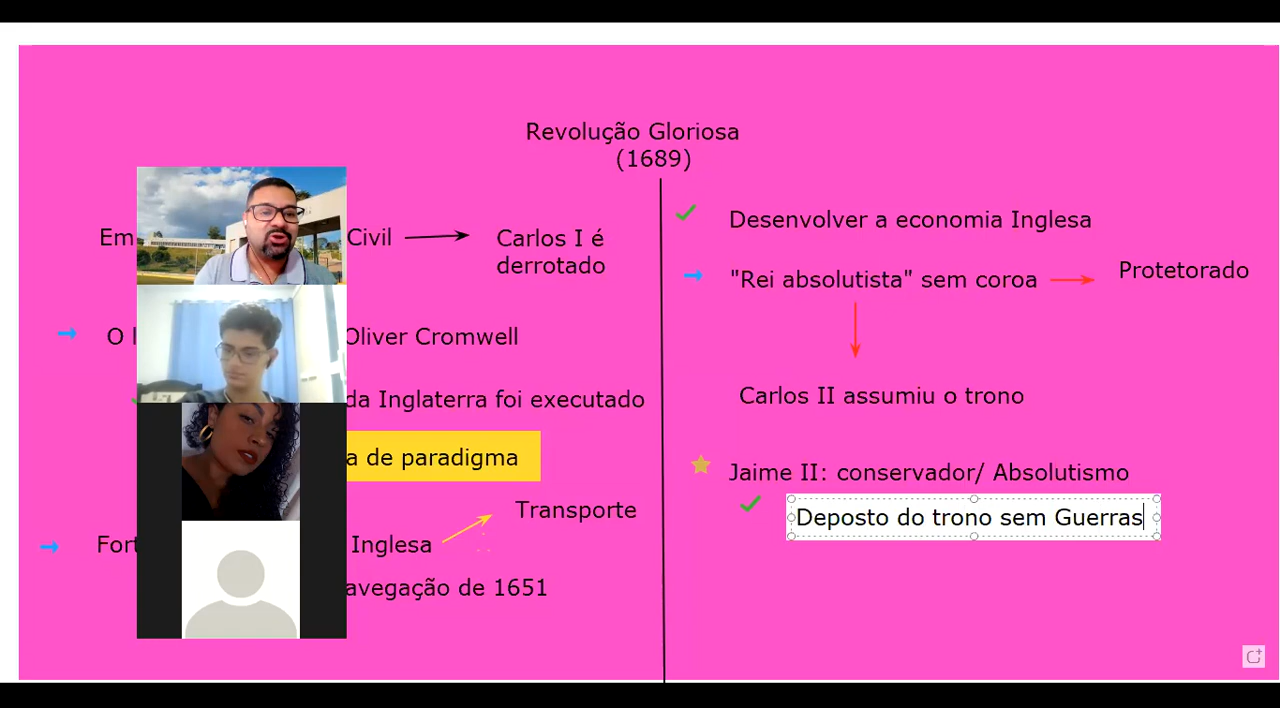 Revolução Gloriosa
(1689)
Em
Civil
Carlos I é
derrotado
O
Oliver Cromwell
da Inglaterra foi executado
a de paradigma
Transporte
Inglesa
avegação de 1651
Desenvolver a economia Inglesa
"Rei absolutista" sem coroa
Protetorado
Carlos II assumiu o trono
Jaime II: conservador/ Absolutismo
Deposto do trono sem Guerras